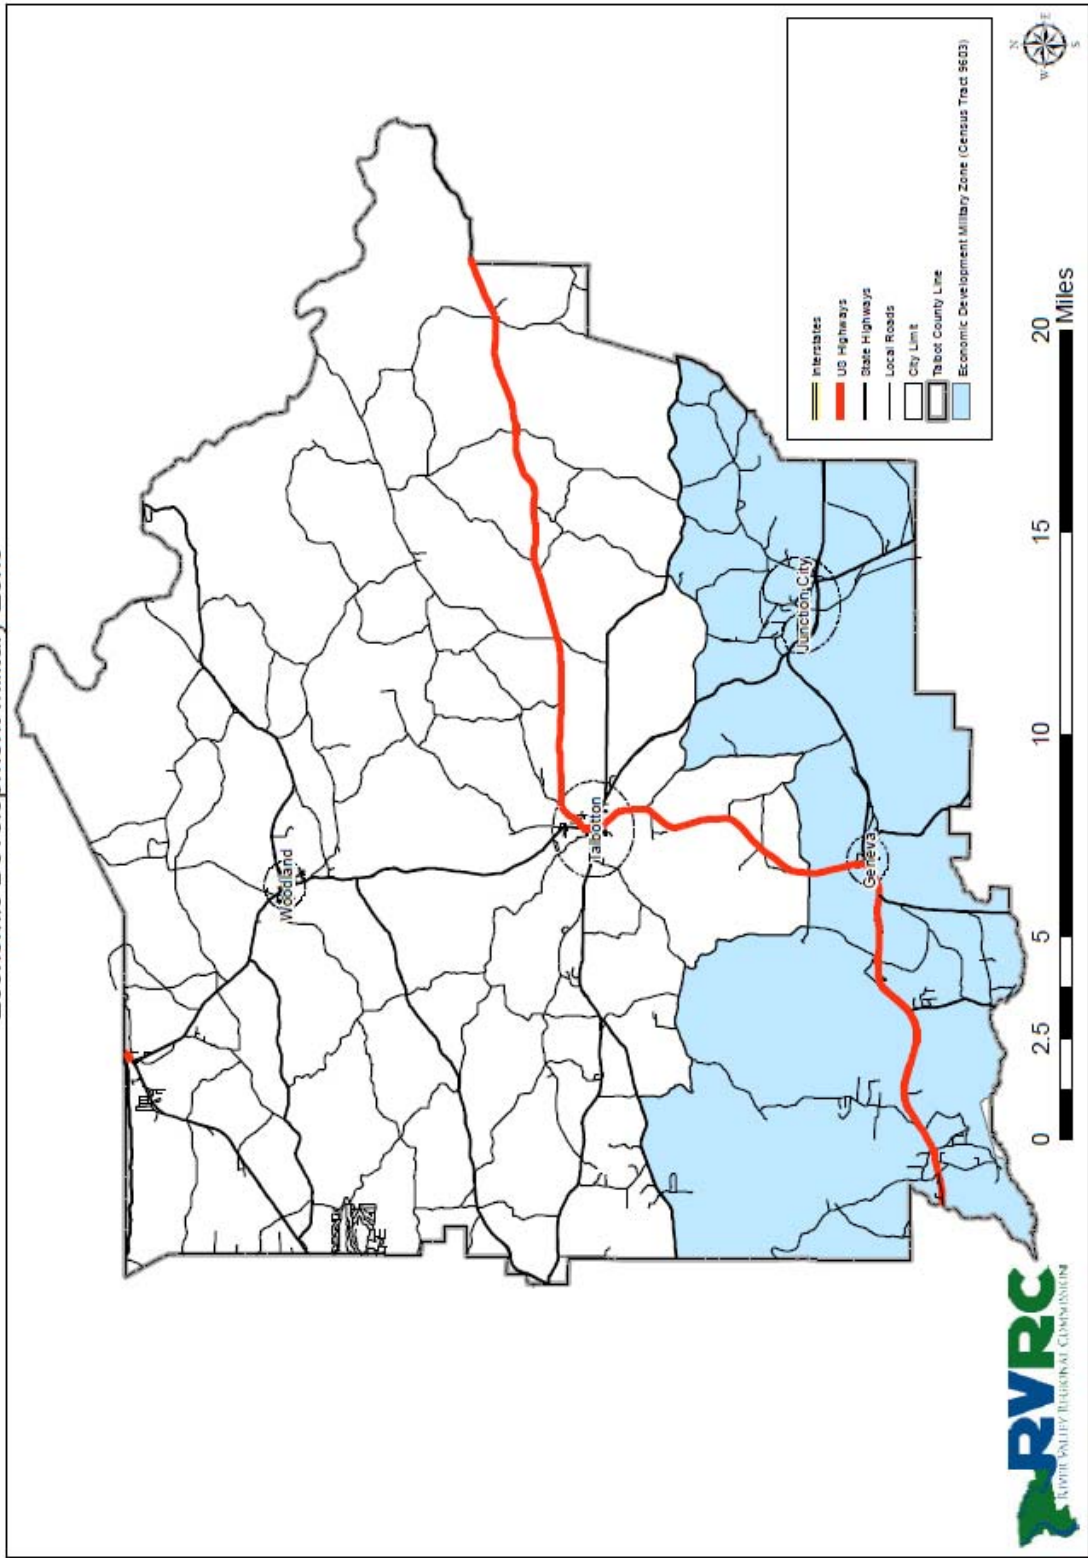 Woodland
Talbotton
Junction City
Geneva
Interstates
US Highways
State Highways
Local Roads
City Limit
Talbot County Line
Economic Development Military Zone (Census Tract 9603)
N
E
S
W
0 2.5 5 10 15 20
Miles
RVRC
RIVER VALLEY REGIONAL COMMISSION